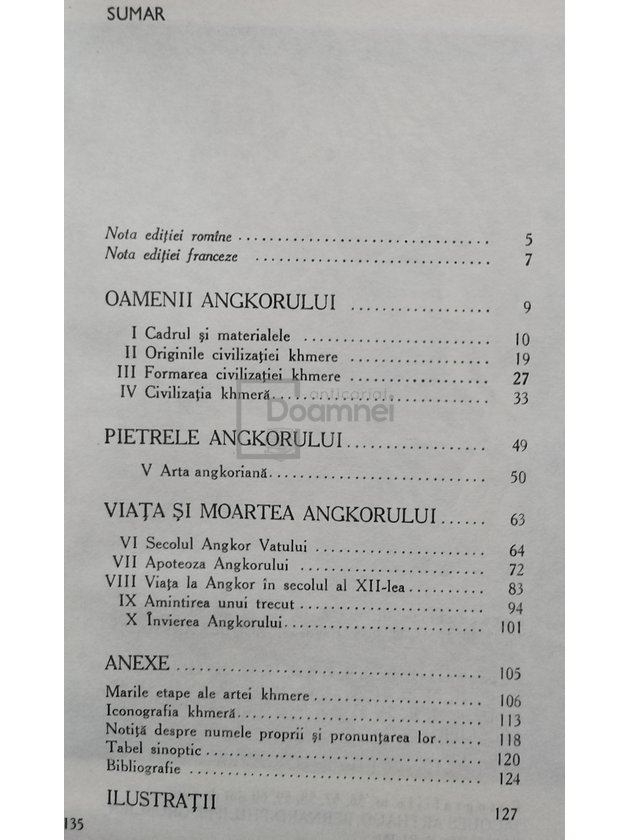 SUMAR
Nota ediției romîne 5
Nota ediției franceze 7
OAMENII ANGKORULUI 9
I Cadrul și materialele 10
II Originile civilizației khmere 19
III Formarea civilizației khmere 27
IV Civilizația khmeră 33
anticariat
Doamnei
PIETRELE ANGKORULUI 49
V Arta angkoriană 50
VIAȚA ȘI MOARTEA ANGKORULUI 63
VI Secolul Angkor Vatului 64
VII Apoteoza Angkorului 72
VIII Viața la Angkor în secolul al XII-lea 83
IX Amintirea unui trecut 94
X Învierea Angkorului 101
ANEXE 105
Marile etape ale artei khmere 106
Iconografia khmeră 113
Notiță despre numele proprii și pronunțarea lor 118
Tabel sinoptic 120
Bibliografie 124
ILUSTRAȚII 127
135